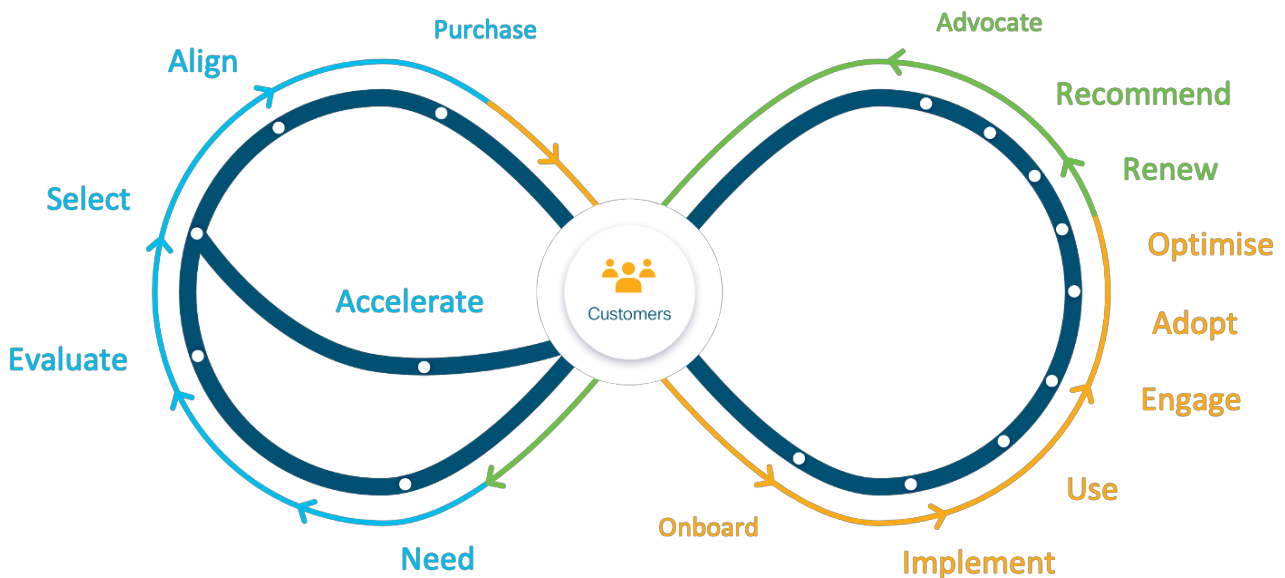 Purchase
Advocate
Align
Recommend
Renew
Select
Optimise
Accelerate
Customers
Adopt
Evaluate
Engage
Use
Onboard
Need
Implement